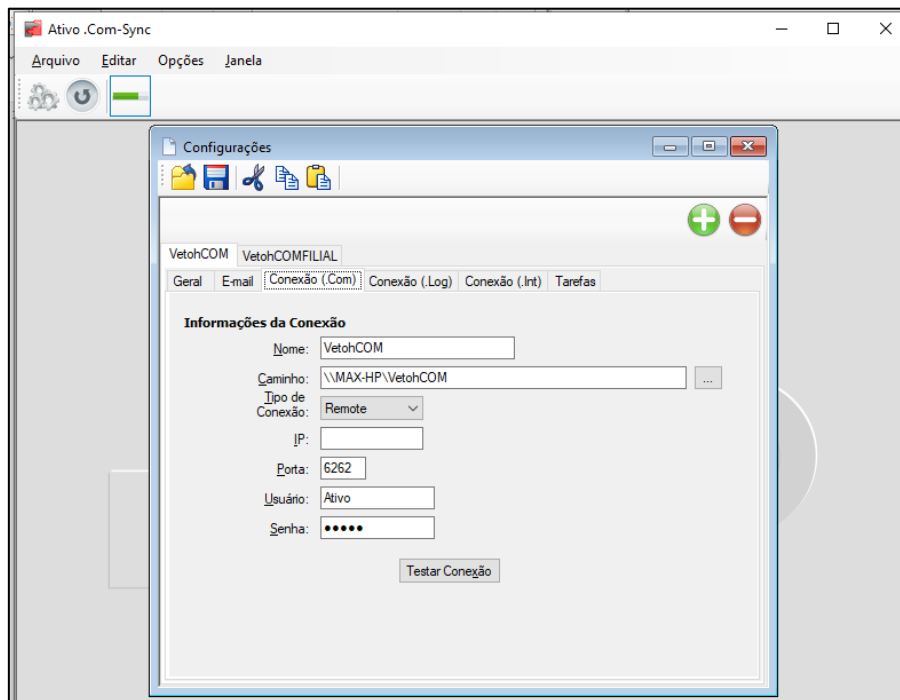 Ativo .Com-Sync
Arquivo Editar Opções Janela
Configurações
VetohCOM VetohCOMFILIAL
Geral E-mail Conexão (.Com) Conexão (.Log) Conexão (.Int) Tarefas
Informações da Conexão
Nome: VetohCOM
Caminho: \\MAX-HP\VetohCOM ...
Tipo de
Conexão: Remote
IP:
Porta: 6262
Usuário: Ativo
Senha: •••••
Testar Conexão